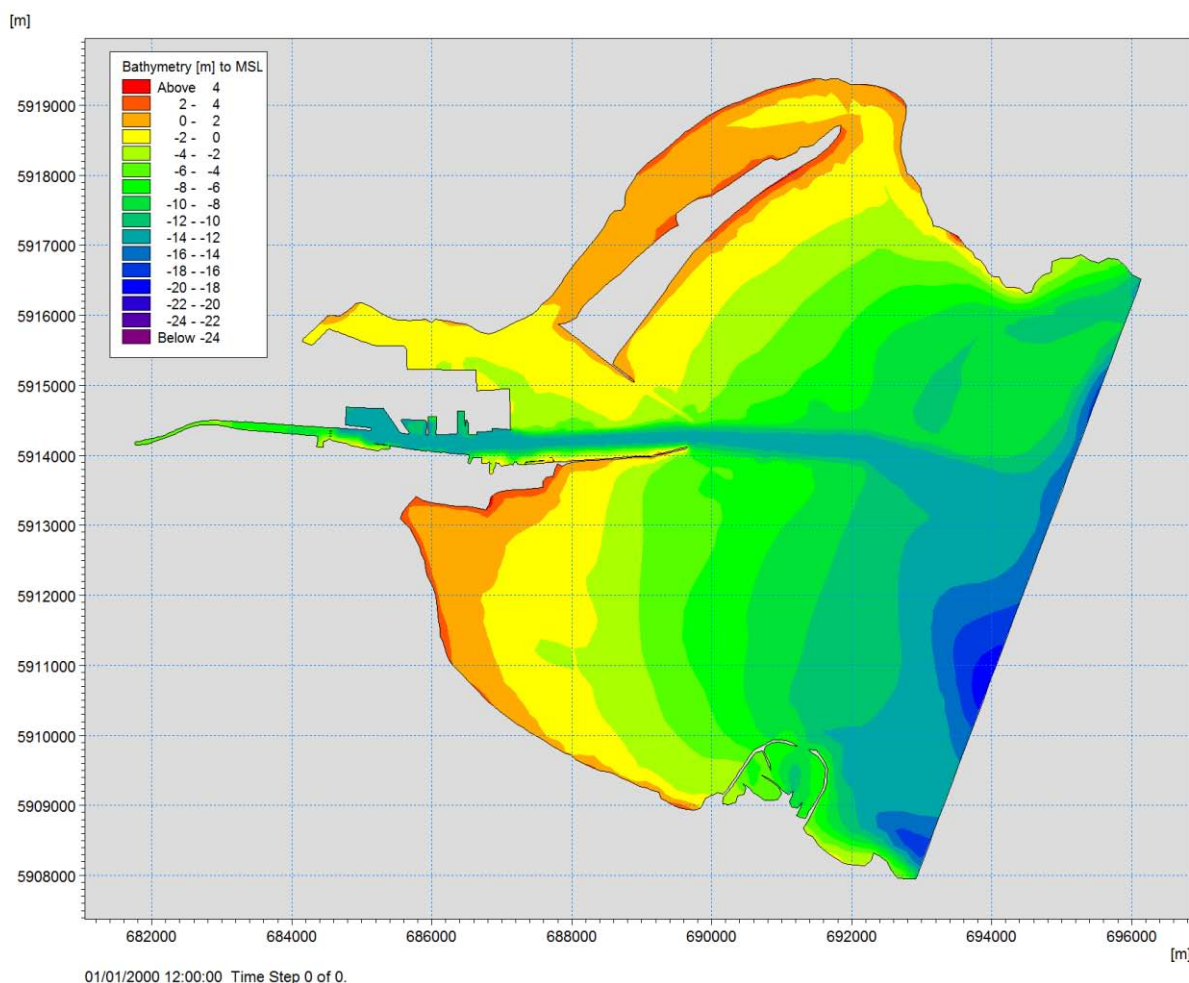 [m]
Bathymetry [m] to MSL
Above 4
2 - 4
0 - 2
-2 - 0
-4 - -2
-6 - -4
-8 - -6
-10 - -8
-12 - -10
-14 - -12
-16 - -14
-18 - -16
-20 - -18
-22 - -20
-24 - -22
Below -24
5919000
5918000
5917000
5916000
5915000
5914000
5913000
5912000
5911000
5910000
5909000
5908000
682000 684000 686000 688000 690000 692000 694000 696000
[m]
01/01/2000 12:00:00 Time Step 0 of 0.